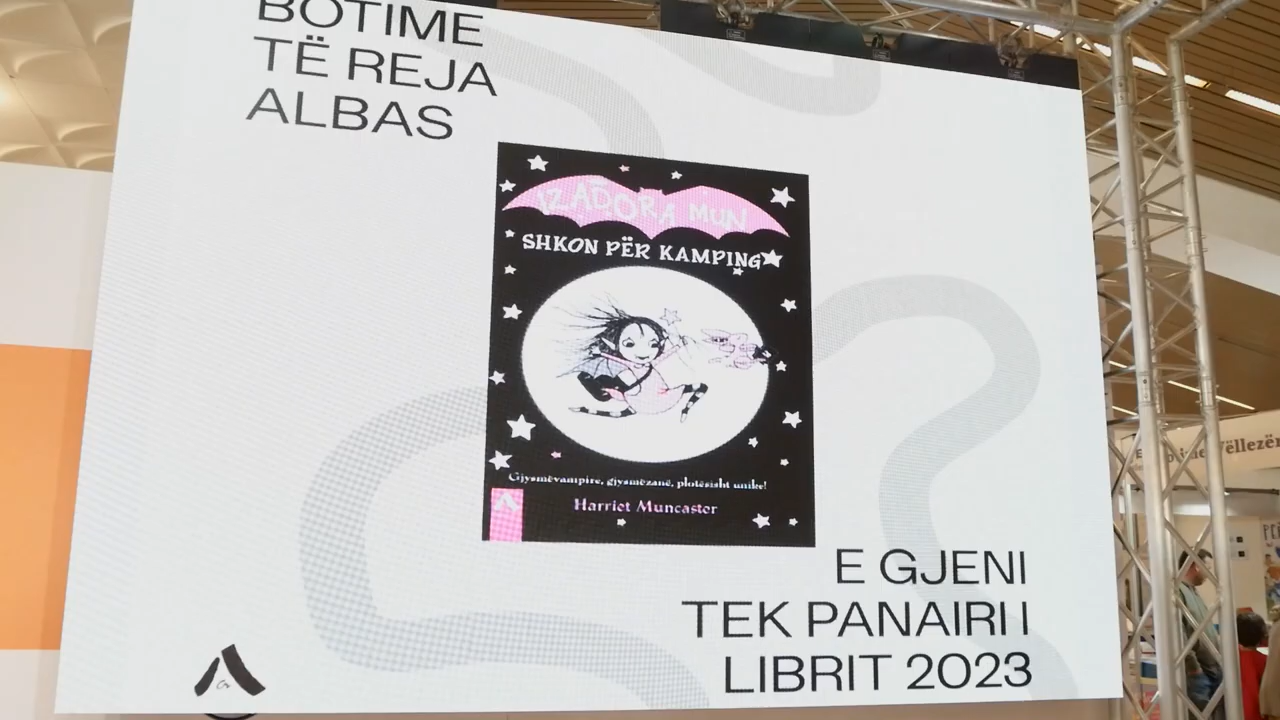 BOTIME
TË REJA
ALBAS
IZADORA MUN
SHKON PËR KAMPING
Gjysmëvampire, gjysmëzanë, plotësisht unike!
Harriet Muncaster
E GJENI
TEK PANAIRI I
LIBRIT 2023